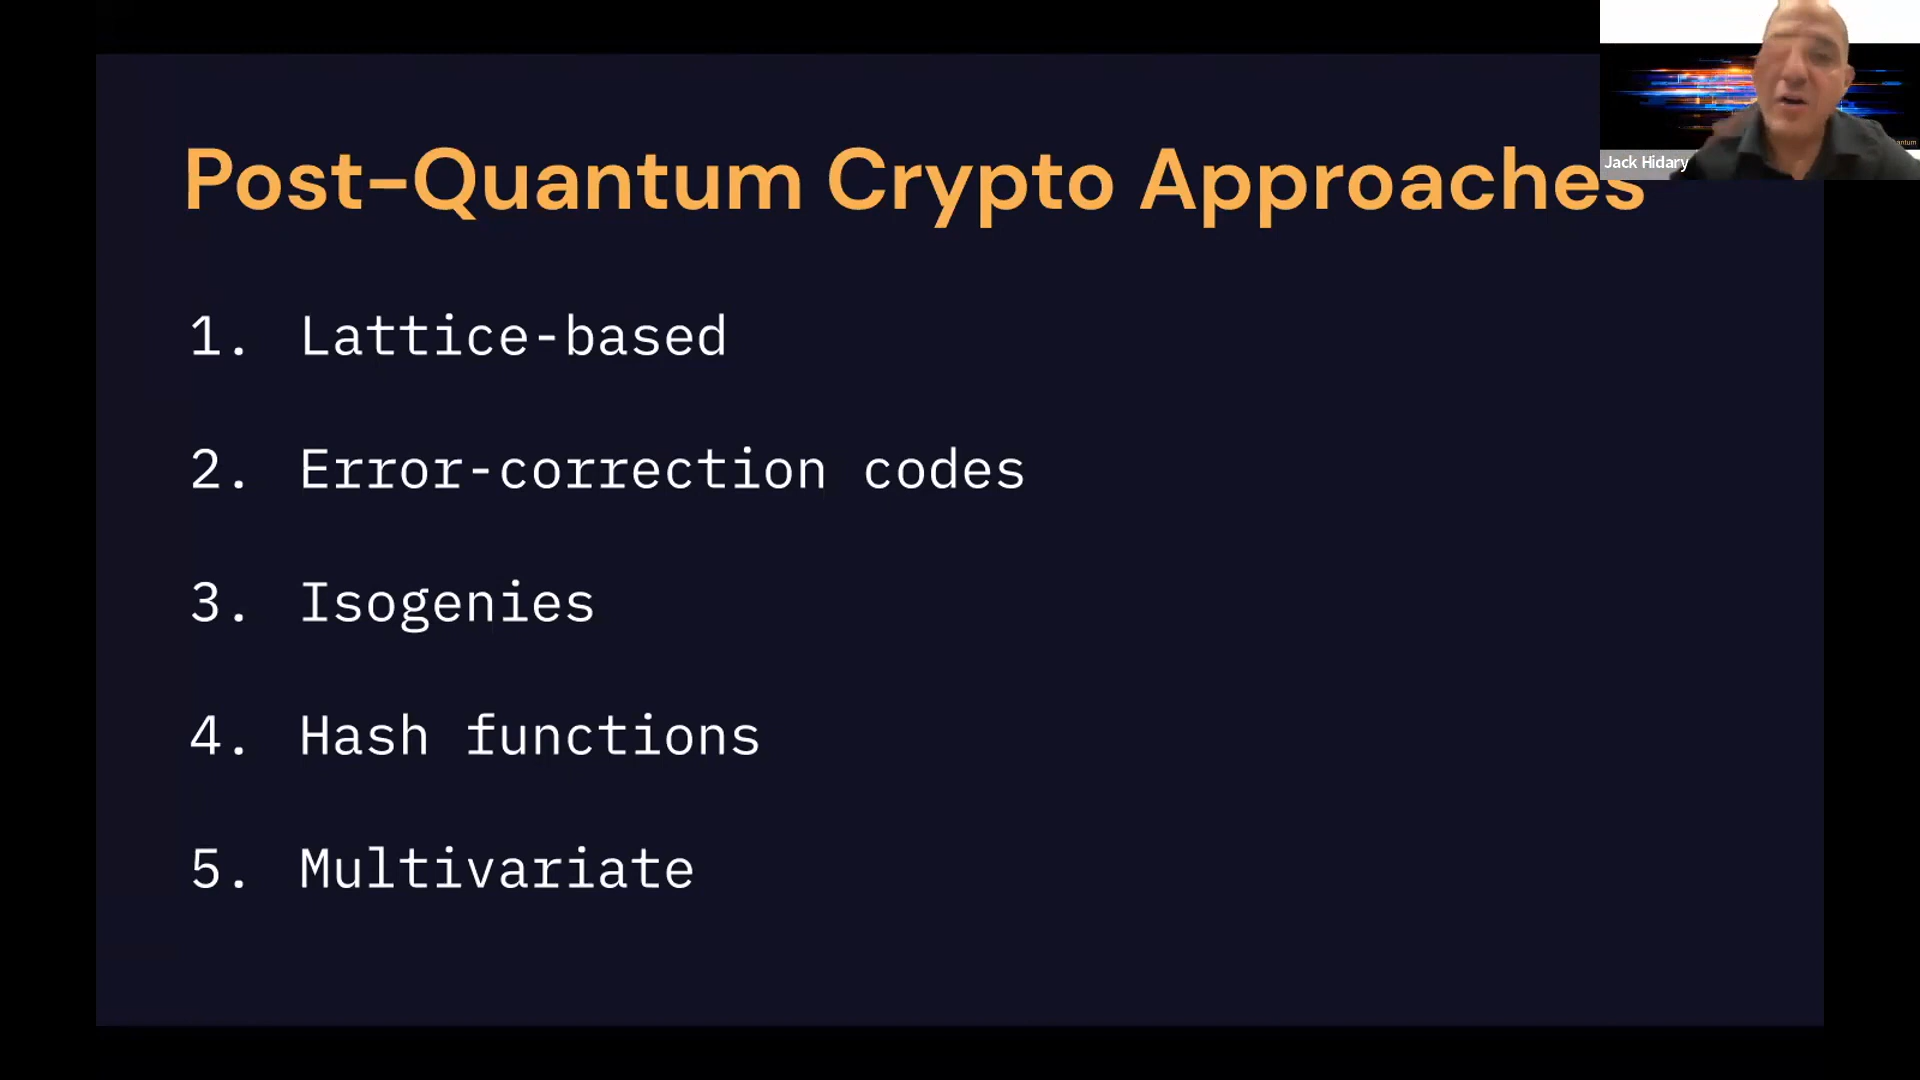 Post-Quantum Crypto Approaches
Jack Hidary
1. Lattice-based
2. Error-correction codes
3. Isogenies
4. Hash functions
5. Multivariate